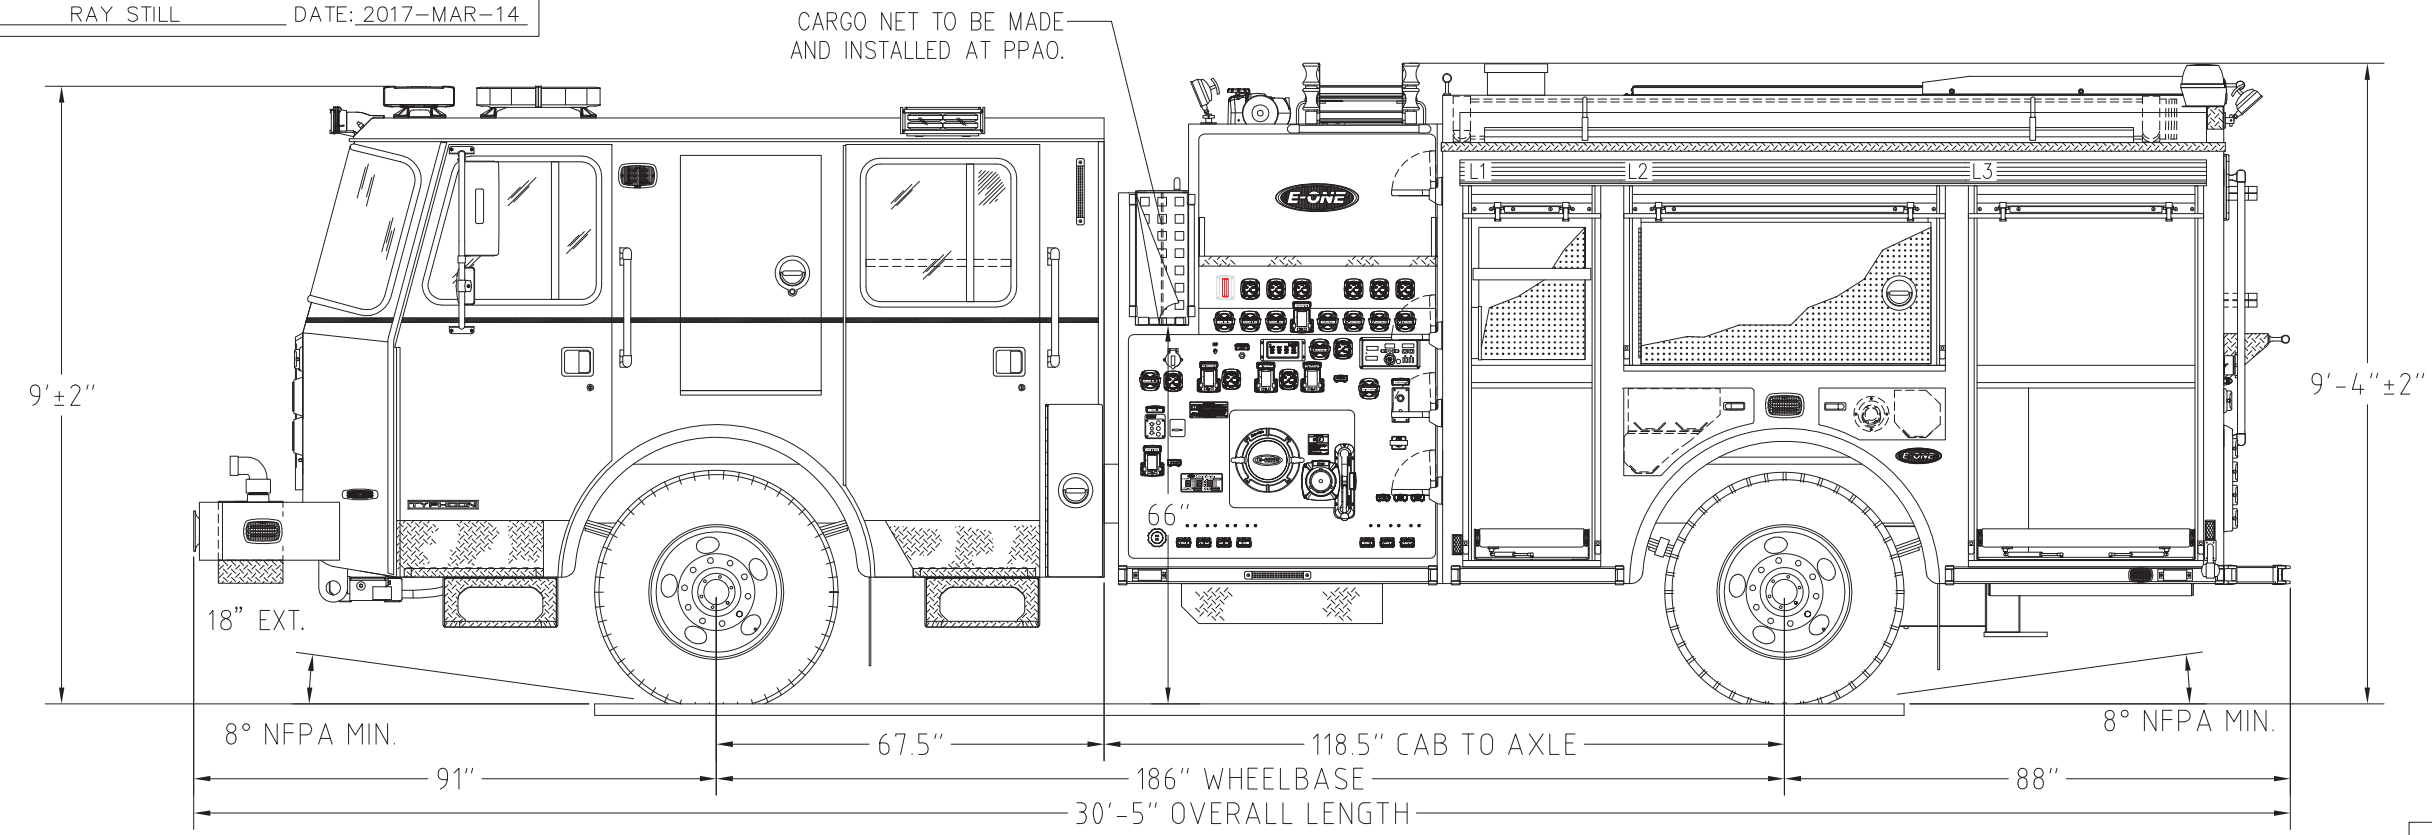 RAY STILL DATE: 2017-MAR-14
CARGO NET TO BE MADE
AND INSTALLED AT PPAO.
L1 L2 L3
E-ONE
9'±2"
9'-4"±2"
E-ONE
E-ONE
TYPHOON
66"
18" EXT.
8° NFPA MIN.
8° NFPA MIN.
67.5"
118.5" CAB TO AXLE
91"
186" WHEELBASE
88"
30'-5" OVERALL LENGTH